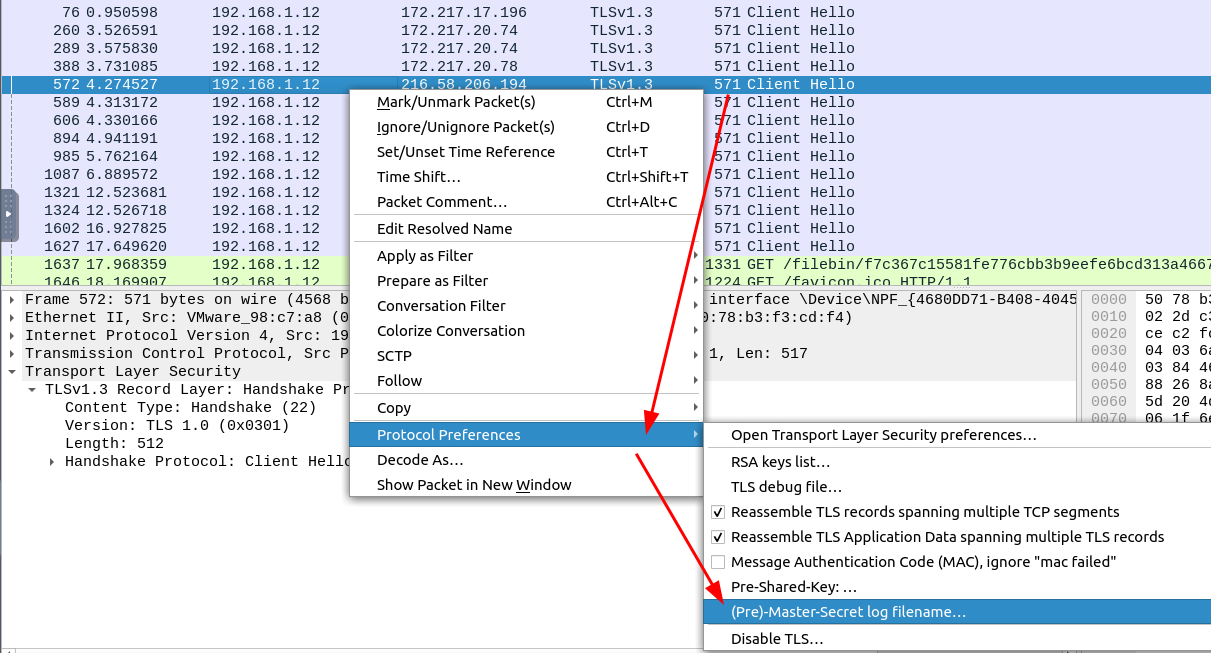 76 0.950598 192.168.1.12 172.217.17.196 TLSv1.3 571 Client Hello
260 3.526591 192.168.1.12 172.217.20.74 TLSv1.3 571 Client Hello
289 3.575830 192.168.1.12 172.217.20.74 TLSv1.3 571 Client Hello
388 3.731085 192.168.1.12 172.217.20.78 TLSv1.3 571 Client Hello
572 4.274527 192.168.1.12 216.58.206.194 TLSv1.3 571 Client Hello
589 4.313172 192.168.1.12 571 Client Hello
606 4.330166 192.168.1.12 571 Client Hello
894 4.941191 192.168.1.12 571 Client Hello
985 5.762164 192.168.1.12 571 Client Hello
1087 6.889572 192.168.1.12 571 Client Hello
1321 12.523681 192.168.1.12 571 Client Hello
1324 12.526718 192.168.1.12 571 Client Hello
1602 16.927825 192.168.1.12 571 Client Hello
1627 17.649620 192.168.1.12 571 Client Hello
1637 17.968359 192.168.1.12 1331 GET /filebin/f7c367c15581fe776cbb3b9eefe6bcd313a4667
1646 18.169907 192.168.1.12 1224 GET /favicon.ico HTTP/1.1
Mark/Unmark Packet(s) Ctrl+M
Ignore/Unignore Packet(s) Ctrl+D
Set/Unset Time Reference Ctrl+T
Time Shift… Ctrl+Shift+T
Packet Comment… Ctrl+Alt+C
Edit Resolved Name
Apply as Filter
Prepare as Filter
Conversation Filter
Colorize Conversation
SCTP
Follow
Copy
Protocol Preferences
Decode As…
Show Packet in New Window
Frame 572: 571 bytes on wire (4568 b interface \Device\NPF_{4680DD71-B408-4045
Ethernet II, Src: VMware_98:c7:a8 (0 0:78:b3:f3:cd:f4)
Internet Protocol Version 4, Src: 19
Transmission Control Protocol, Src P 1, Len: 517
Transport Layer Security
TLSv1.3 Record Layer: Handshake Pr
Content Type: Handshake (22)
Version: TLS 1.0 (0x0301)
Length: 512
Handshake Protocol: Client Hello
0000 50 78 b3
0010 02 2d c3
0020 ce c2 fc
0030 04 03 6a
0040 03 84 46
0050 88 26 8a
0060 5d 20 4d
0070 06 1f 6e
Open Transport Layer Security preferences…
RSA keys list…
TLS debug file…
Reassemble TLS records spanning multiple TCP segments
Reassemble TLS Application Data spanning multiple TLS records
Message Authentication Code (MAC), ignore "mac failed"
Pre-Shared-Key: …
(Pre)-Master-Secret log filename…
Disable TLS…